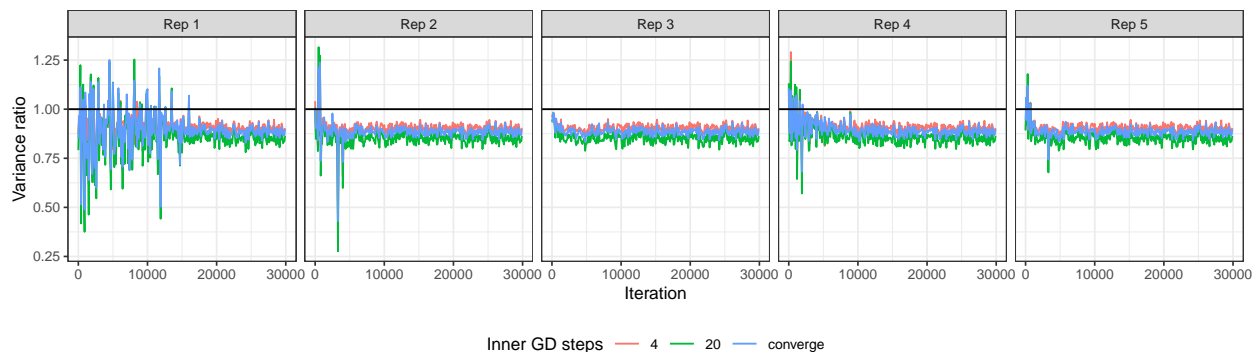 Rep 1 Rep 2 Rep 3 Rep 4 Rep 5
1.25
1.00
0.75
0.50
0.25
Variance ratio
0 10000 20000 30000 0 10000 20000 30000 0 10000 20000 30000 0 10000 20000 30000 0 10000 20000 30000
Iteration
Inner GD steps 4 20 converge